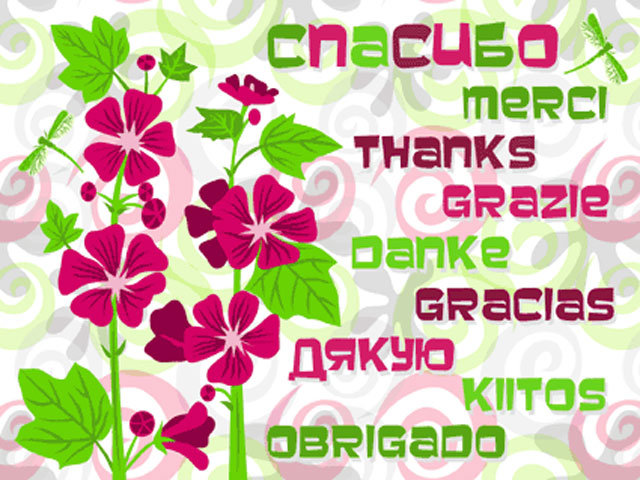 спасибо
merci
Thanks
Grazie
Danke
Gracias
Дякую
Kiitos
Obrigado